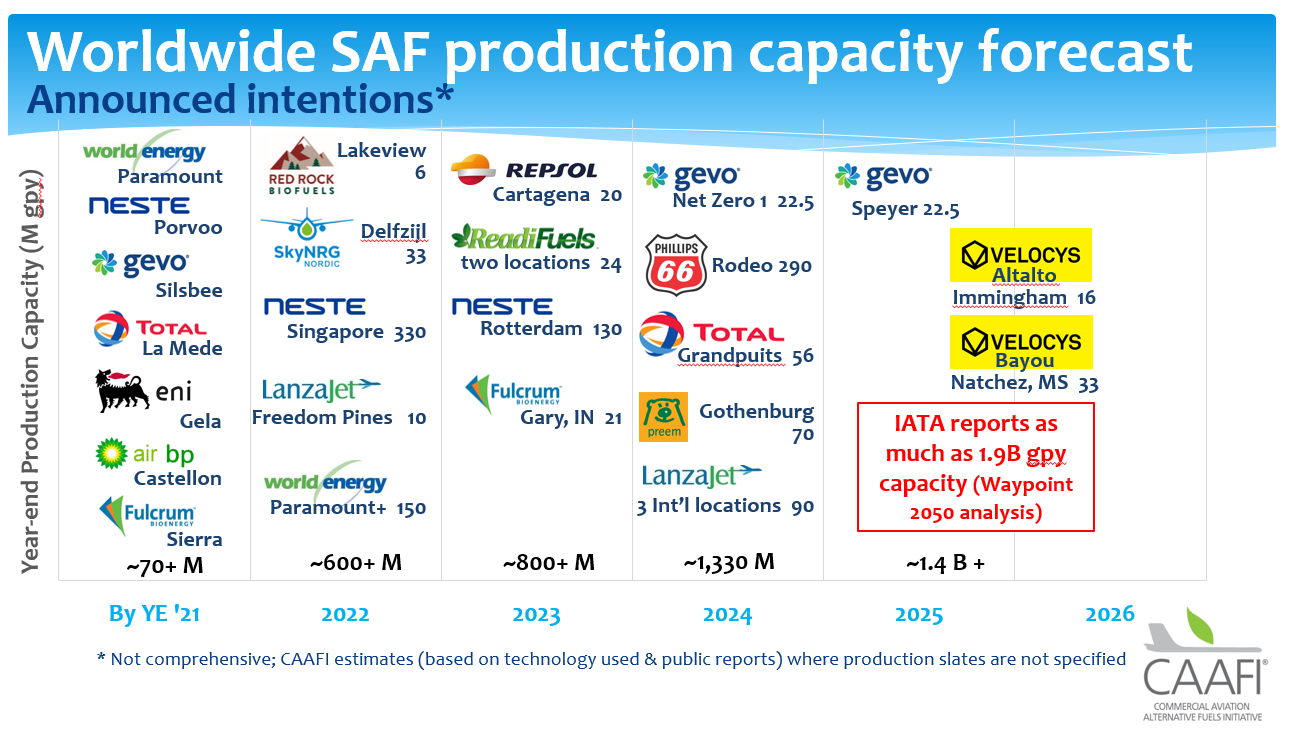 Worldwide SAF production capacity forecast
Announced intentions*
Year-end Production Capacity (M gpy)
world energy
Paramount
NESTE
Porvoo
gevo
Silsbee
TOTAL
La Mede
eni
Gela
air bp
Castellon
Fulcrum
BIOENERGY
Sierra
~70+ M
By YE '21
RED ROCK
BIOFUELS
Lakeview
6
SkyNRG
NORDIC
Delfzijl
33
NESTE
Singapore 330
LanzaJet
Freedom Pines 10
world energy
Paramount+ 150
~600+ M
2022
REPSOL
Cartagena 20
ReadiFuels
two locations 24
NESTE
Rotterdam 130
Fulcrum
BIOENERGY
Gary, IN 21
~800+ M
2023
gevo
Net Zero 1 22.5
PHILLIPS
66
Rodeo 290
TOTAL
Grandpuits 56
preem
Gothenburg
70
LanzaJet
3 Int'l locations 90
~1,330 M
2024
gevo
Speyer 22.5
VELOCYS
Altalto
Immingham 16
VELOCYS
Bayou
Natchez, MS 33
IATA reports as
much as 1.9B gpy
capacity (Waypoint
2050 analysis)
~1.4 B +
2025
2026
* Not comprehensive; CAAFI estimates (based on technology used & public reports) where production slates are not specified
CAAFI®
COMMERCIAL AVIATION
ALTERNATIVE FUELS INITIATIVE